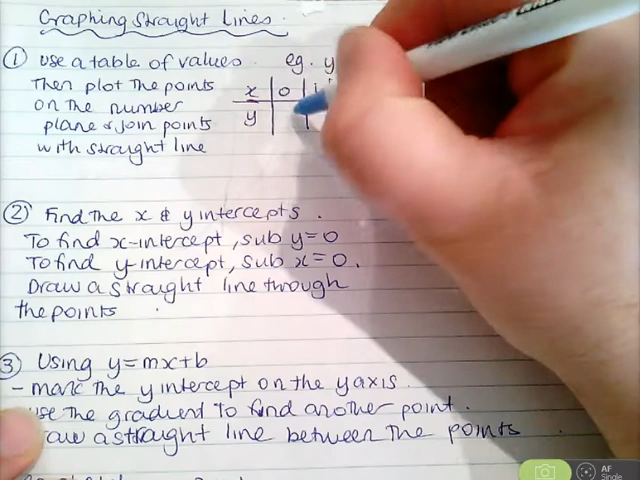 Graphing Straight Lines.
① Use a table of values. eg. y
Then plot the points
on the number
plane & join points
with straight line
x 0 1
y
② Find the x & y intercepts.
To find x-intercept, sub y=0
To find y-intercept, sub x=0.
Draw a straight line through
the points
③ Using y=mx+b
- mark the y intercept on the y axis.
use the gradient to find another point.
raw a straight line between the points
AF
Single